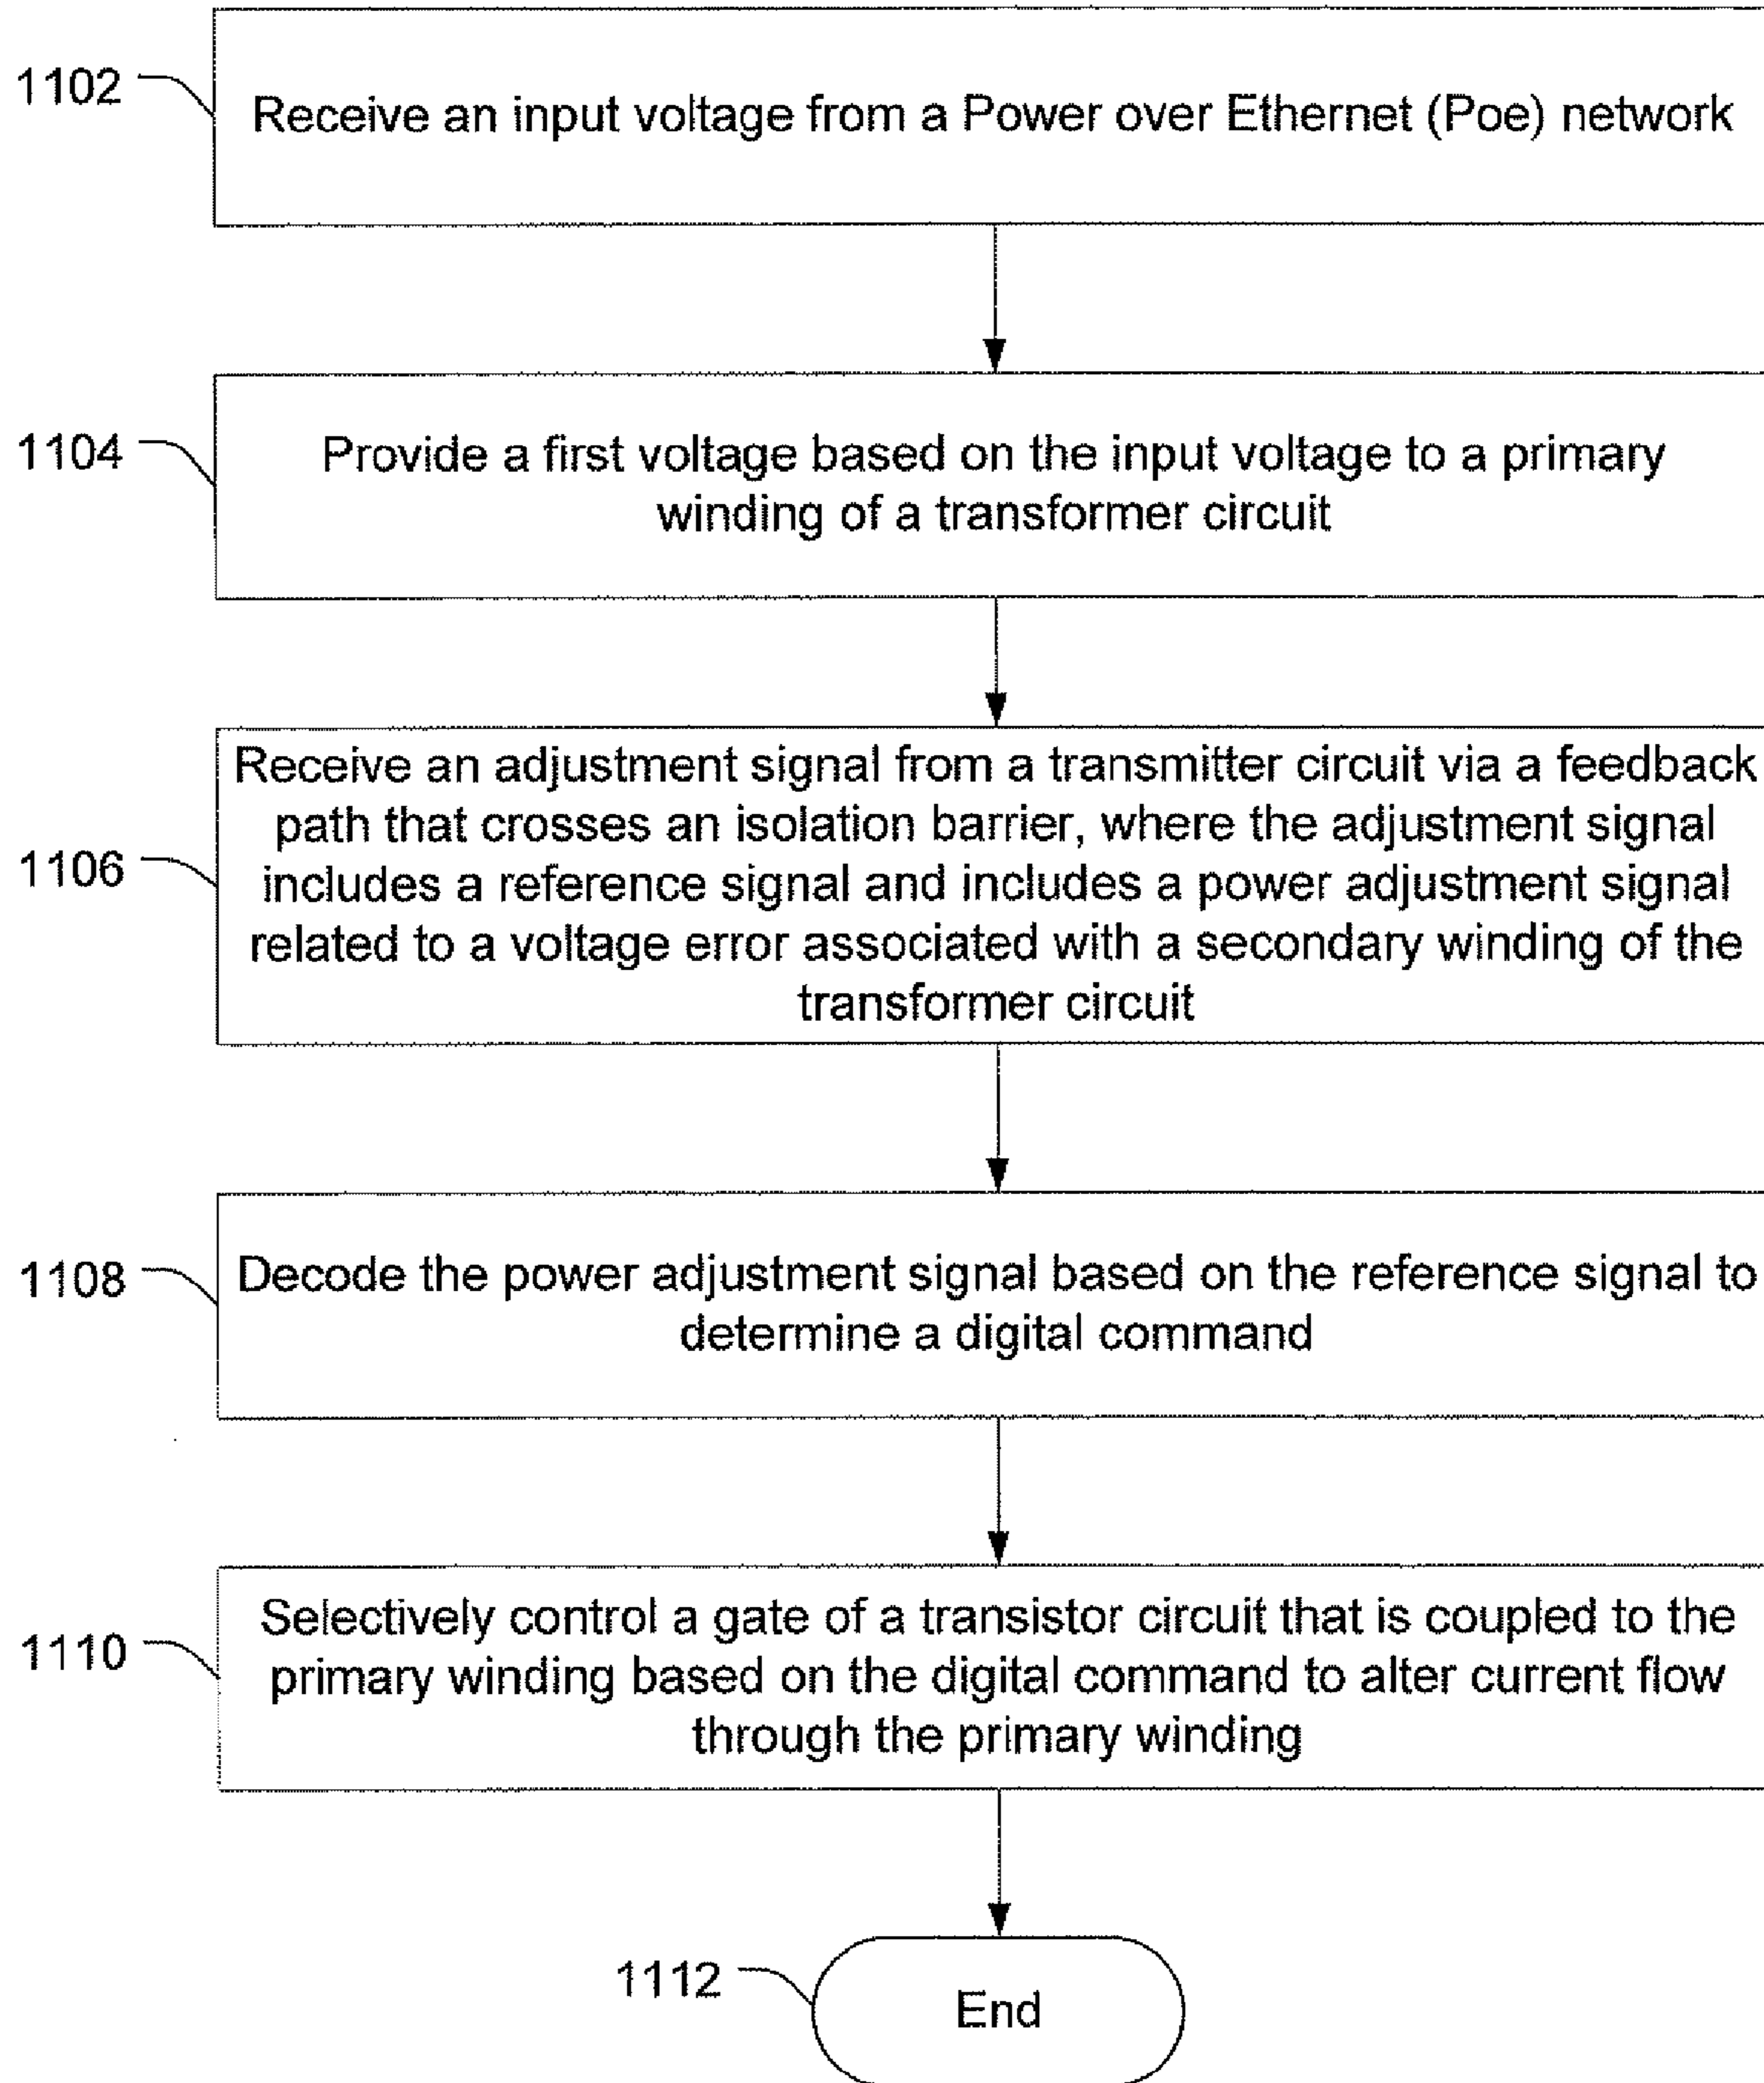 1102
Receive an input voltage from a Power over Ethernet (Poe) network
1104
Provide a first voltage based on the input voltage to a primary
winding of a transformer circuit
1106
Receive an adjustment signal from a transmitter circuit via a feedback
path that crosses an isolation barrier, where the adjustment signal
includes a reference signal and includes a power adjustment signal
related to a voltage error associated with a secondary winding of the
transformer circuit
1108
Decode the power adjustment signal based on the reference signal to
determine a digital command
1110
Selectively control a gate of a transistor circuit that is coupled to the
primary winding based on the digital command to alter current flow
through the primary winding
1112
End